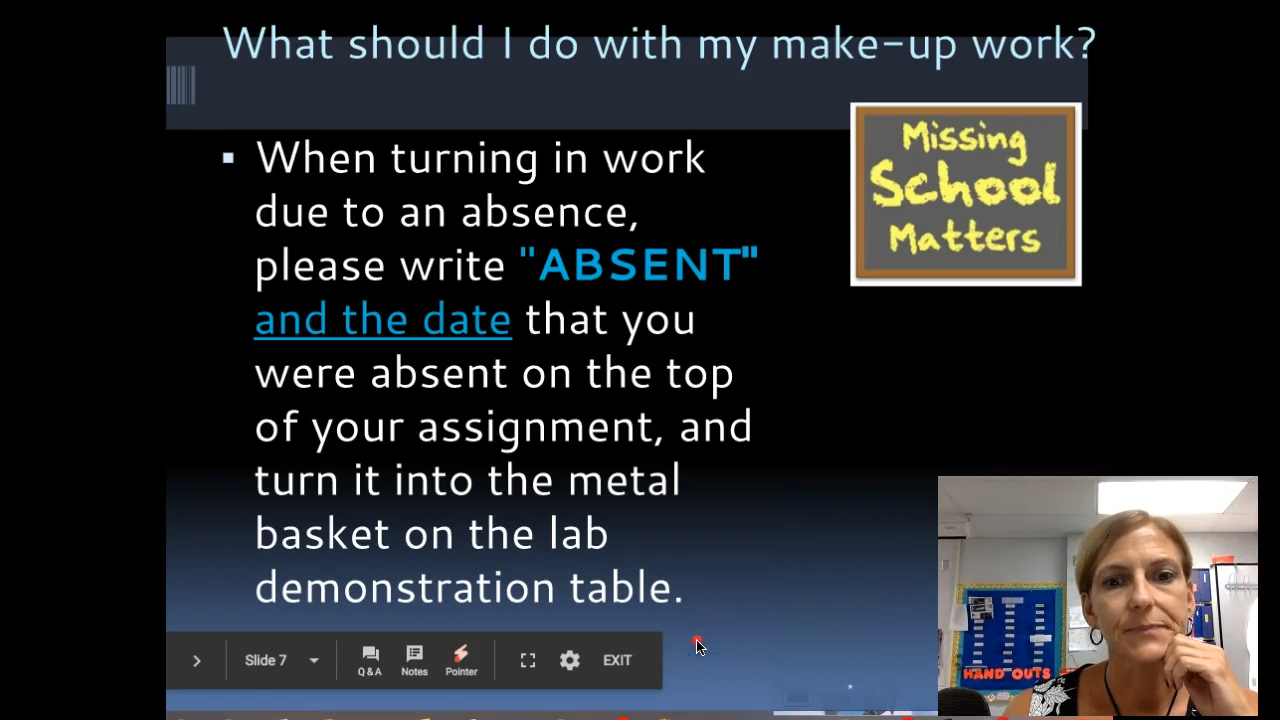 What should I do with my make-up work?
When turning in work
due to an absence,
please write "ABSENT"
and the date that you
were absent on the top
of your assignment, and
turn it into the metal
basket on the lab
demonstration table.
Missing
School
Matters
HAND OUTS
Slide 7
Q&A
Notes
Pointer
EXIT